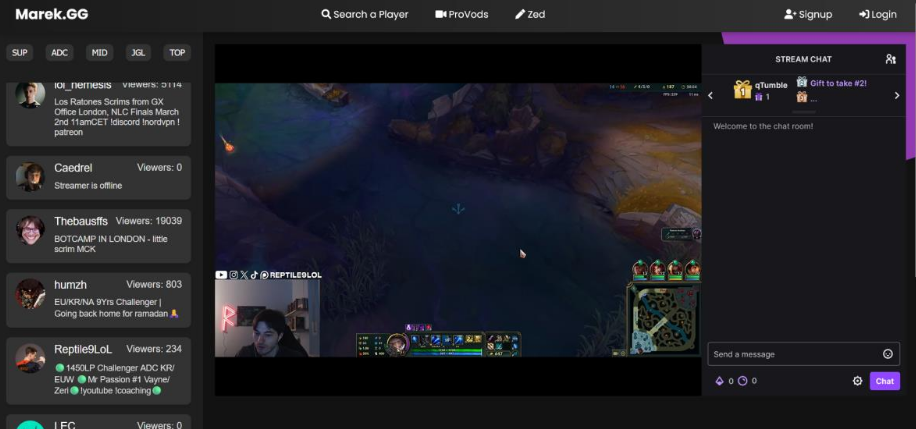 Marek.GG
Search a Player
ProVods
Zed
Signup
Login
SUP
ADC
MID
JGL
TOP
lol_nemesis Viewers: 5114
Los Ratones Scrims from GX
Office London, NLC Finals March
2nd 11amCET !discord !nordvpn !
patreon
Caedrel Viewers: 0
Streamer is offline
Thebausffs Viewers: 19039
BOTCAMP IN LONDON - little
scrim MCK
humzh Viewers: 803
EU/KR/NA 9Yrs Challenger |
Going back home for ramadan
Reptile9LoL Viewers: 234
1450LP Challenger ADC KR/
EUW Mr Passion #1 Vayne/
Zeri !youtube !coaching
LEC Viewers: 0
REPTILE9LOL
R
STREAM CHAT
1
qTumble
1
Gift to take #2!
...
Welcome to the chat room!
Send a message
0
0
Chat